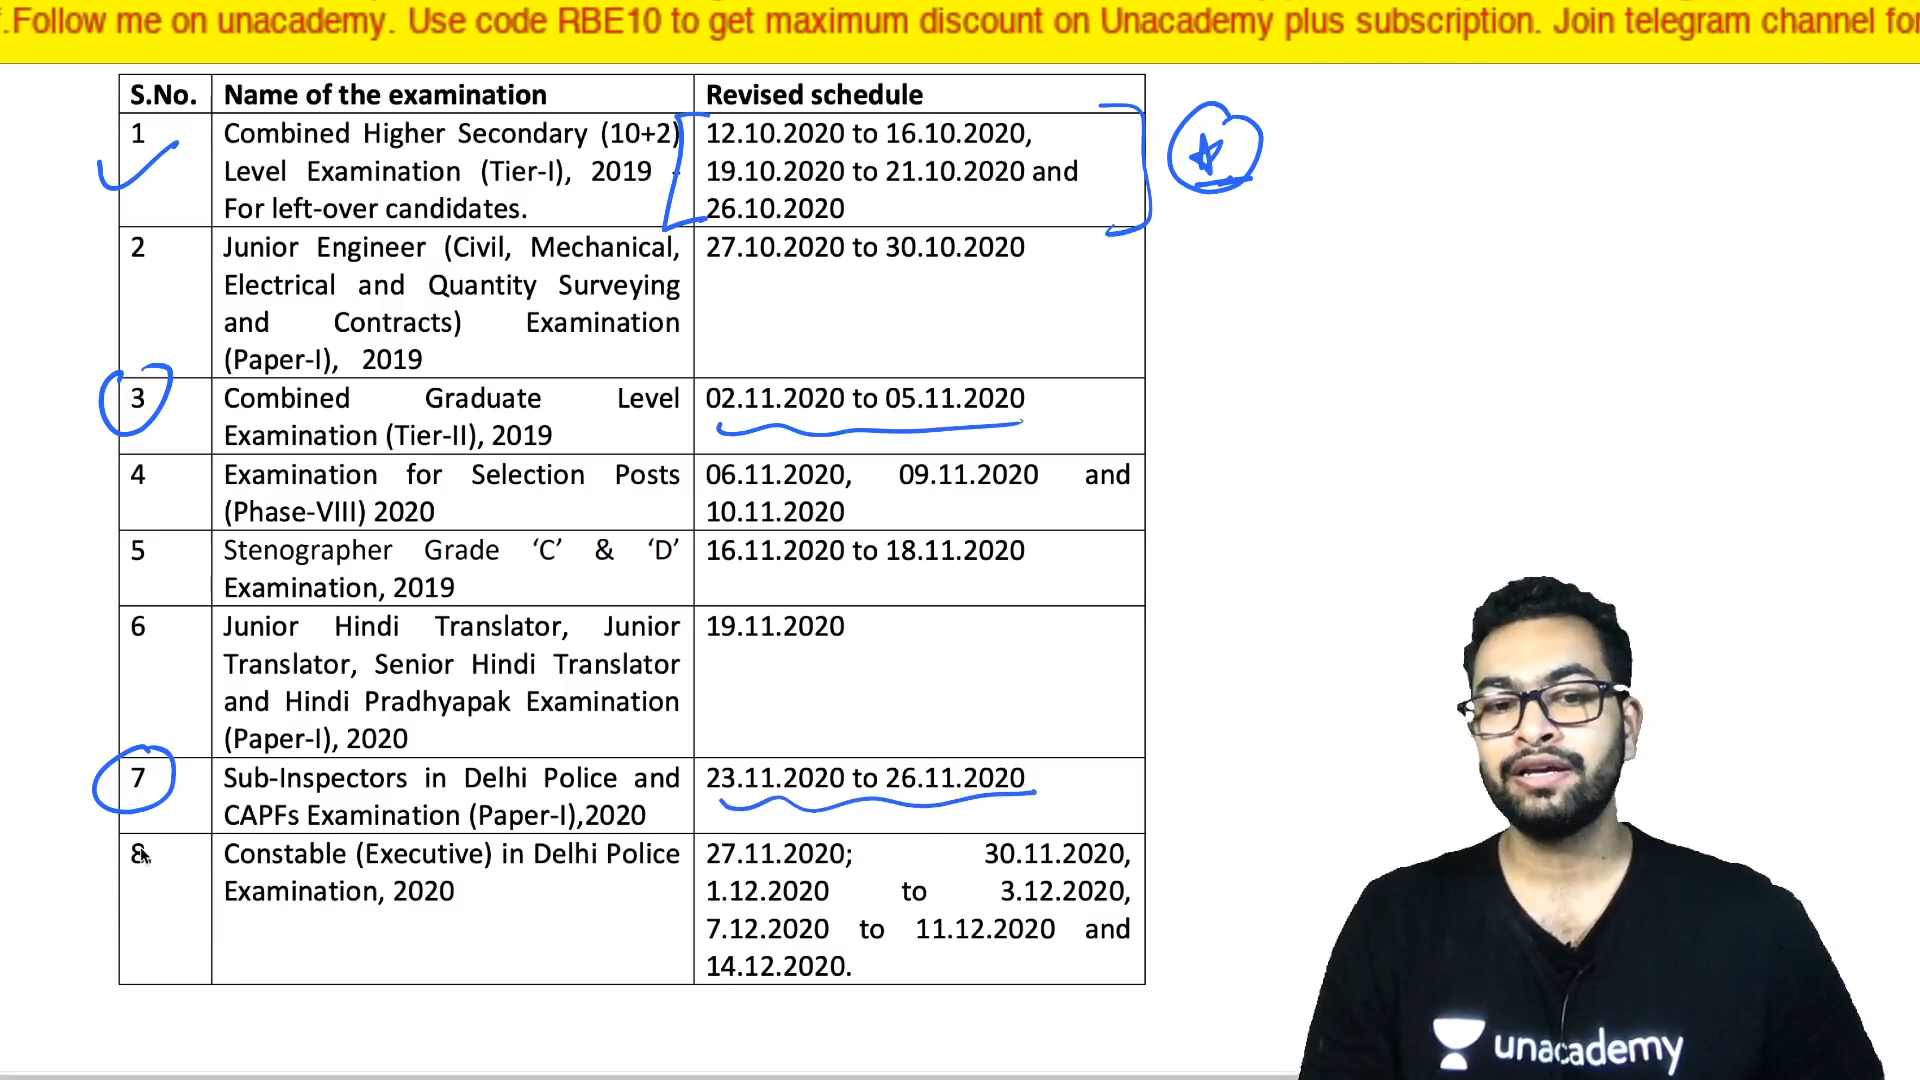 .Follow me on unacademy. Use code RBE10 to get maximum discount on Unacademy plus subscription. Join telegram channel for
S.No. Name of the examination Revised schedule
1 Combined Higher Secondary (10+2) 12.10.2020 to 16.10.2020,
Level Examination (Tier-I), 2019 - 19.10.2020 to 21.10.2020 and
For left-over candidates. 26.10.2020
2 Junior Engineer (Civil, Mechanical, 27.10.2020 to 30.10.2020
Electrical and Quantity Surveying
and Contracts) Examination
(Paper-I), 2019
3 Combined Graduate Level 02.11.2020 to 05.11.2020
Examination (Tier-II), 2019
4 Examination for Selection Posts 06.11.2020, 09.11.2020 and
(Phase-VIII) 2020 10.11.2020
5 Stenographer Grade ‘C’ & ‘D’ 16.11.2020 to 18.11.2020
Examination, 2019
6 Junior Hindi Translator, Junior 19.11.2020
Translator, Senior Hindi Translator
and Hindi Pradhyapak Examination
(Paper-I), 2020
7 Sub-Inspectors in Delhi Police and 23.11.2020 to 26.11.2020
CAPFs Examination (Paper-I),2020
8 Constable (Executive) in Delhi Police 27.11.2020; 30.11.2020,
Examination, 2020 1.12.2020 to 3.12.2020,
7.12.2020 to 11.12.2020 and
14.12.2020.
unacademy